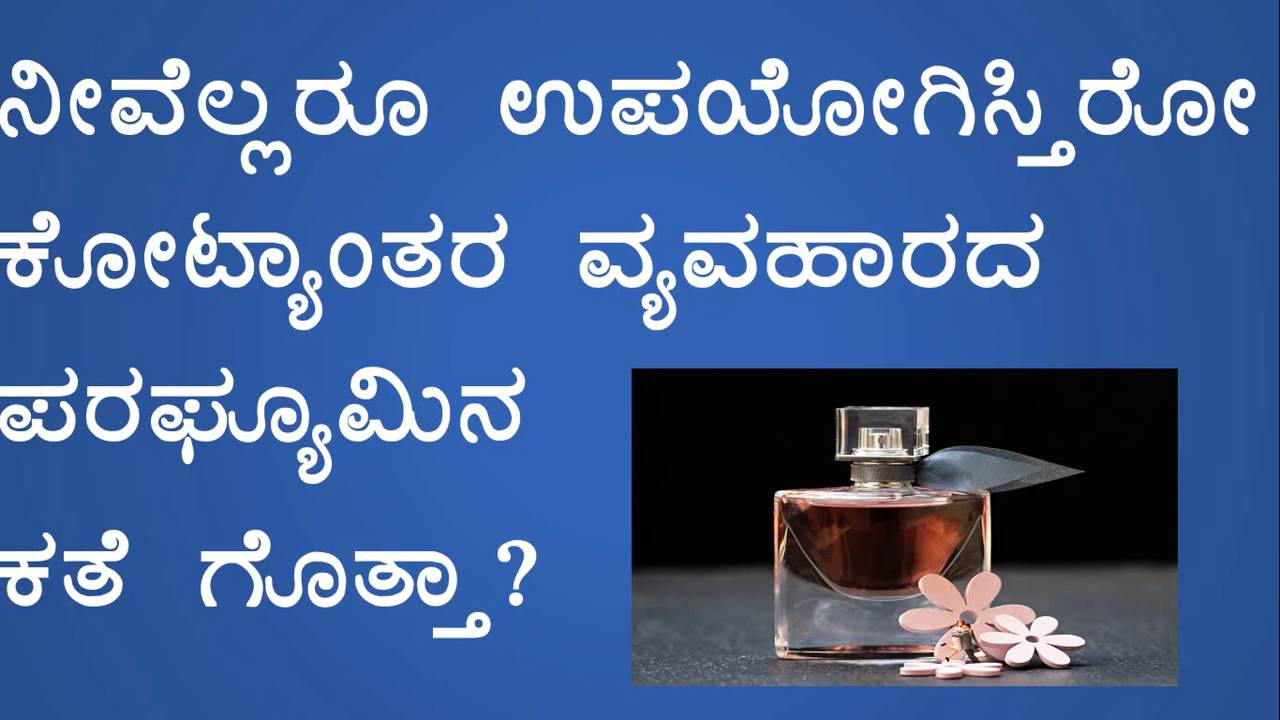 ನೀವೆಲ್ಲರೂ ಉಪಯೋಗಿಸ್ತಿರೋ
ಕೋಟ್ಯಾಂತರ ವ್ಯವಹಾರದ
ಪರಫ್ಯೂಮಿನ
ಕತೆ ಗೊತ್ತಾ?